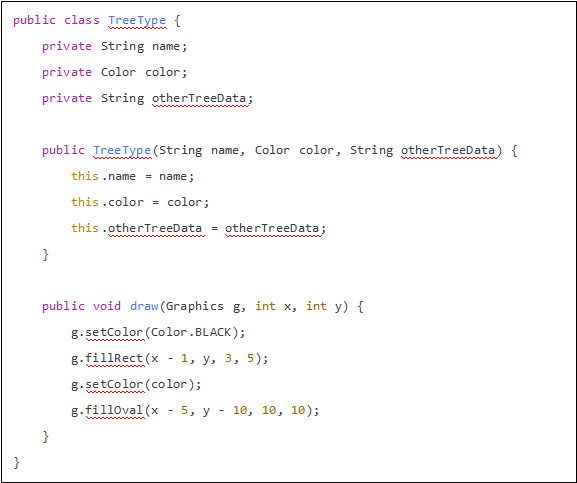 public class TreeType {
private String name;
private Color color;
private String otherTreeData;
public TreeType(String name, Color color, String otherTreeData) {
this.name = name;
this.color = color;
this.otherTreeData = otherTreeData;
}
public void draw(Graphics g, int x, int y) {
g.setColor(Color.BLACK);
g.fillRect(x - 1, y, 3, 5);
g.setColor(color);
g.fillOval(x - 5, y - 10, 10, 10);
}
}